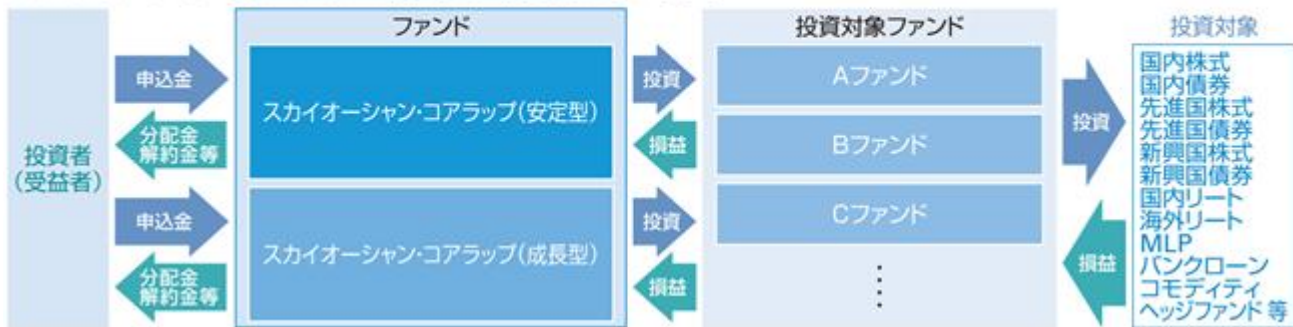 投資者
(受益者)
申込金
分配金
解約金等
申込金
分配金
解約金等
ファンド
スカイオーシャン・コアラップ(安定型)
スカイオーシャン・コアラップ(成長型)
投資
損益
投資
損益
投資対象ファンド
Aファンド
Bファンド
Cファンド
投資
損益
投資対象
国内株式
国内債券
先進国株式
先進国債券
新興国株式
新興国債券
国内リート
海外リート
MLP
バンクローン
コモディティ
ヘッジファンド 等